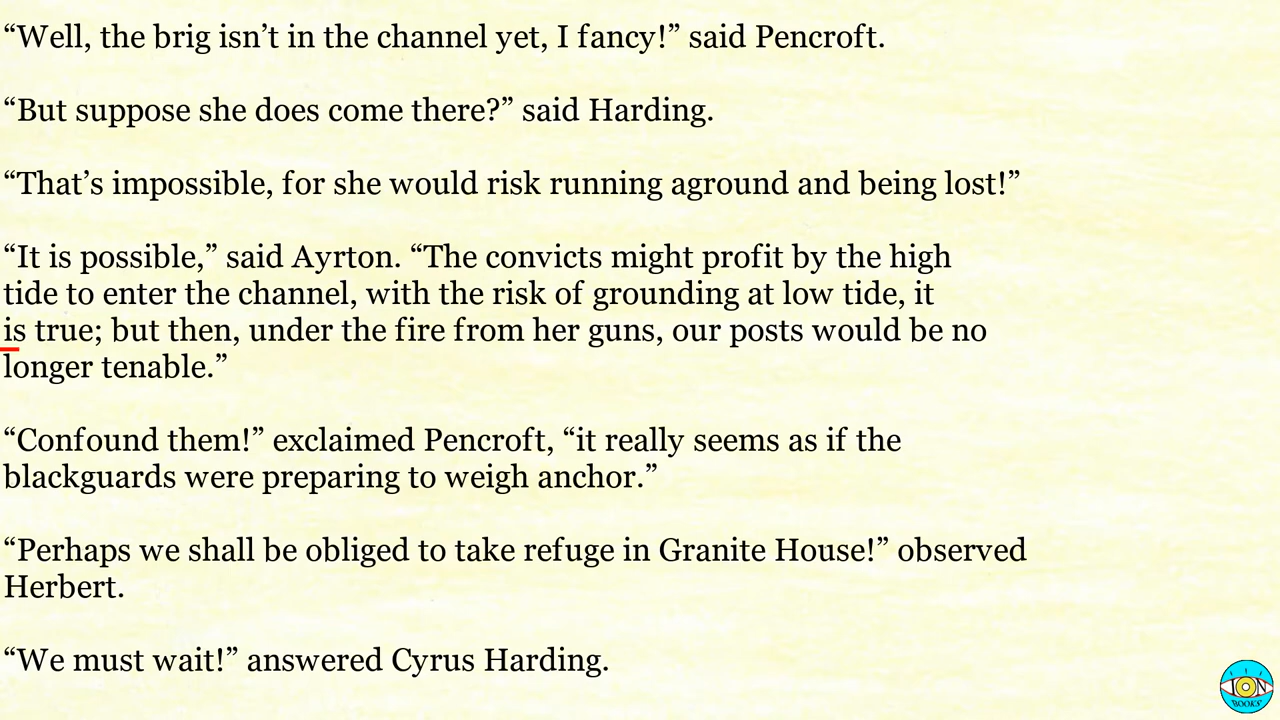 “Well, the brig isn’t in the channel yet, I fancy!” said Pencroft.
“But suppose she does come there?” said Harding.
“That’s impossible, for she would risk running aground and being lost!”
“It is possible,” said Ayrton. “The convicts might profit by the high
tide to enter the channel, with the risk of grounding at low tide, it
is true; but then, under the fire from her guns, our posts would be no
longer tenable.”
“Confound them!” exclaimed Pencroft, “it really seems as if the
blackguards were preparing to weigh anchor.”
“Perhaps we shall be obliged to take refuge in Granite House!” observed
Herbert.
“We must wait!” answered Cyrus Harding.
ION
BOOKS